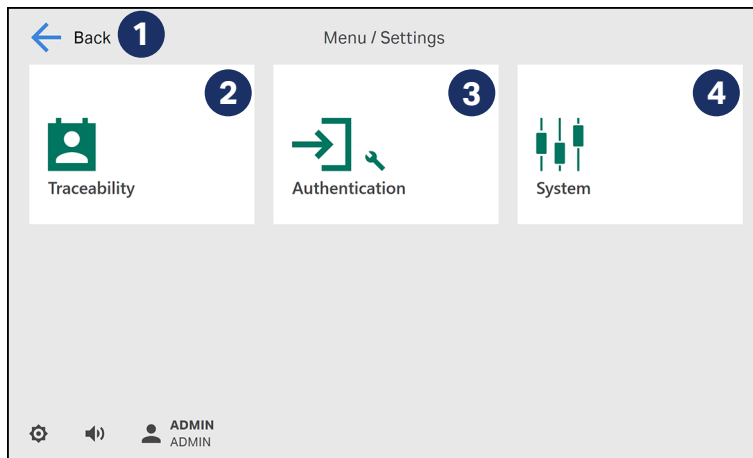 Back 1 Menu / Settings
2 3 4
Traceability Authentication System
ADMIN
ADMIN